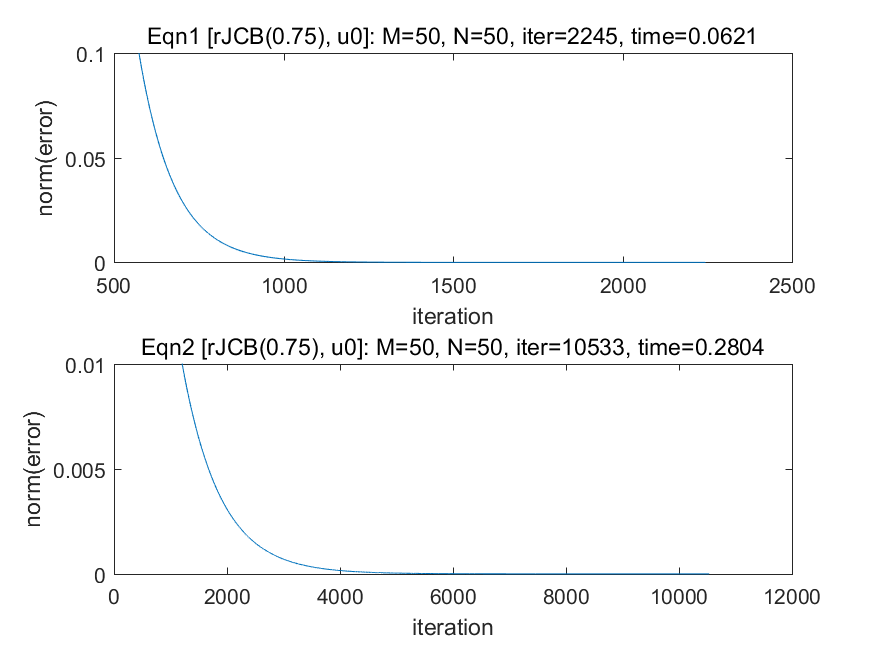 Eqn1 [rJCB(0.75), u0]: M=50, N=50, iter=2245, time=0.0621
0.1
0.05
0
norm(error)
500 1000 1500 2000 2500
iteration
Eqn2 [rJCB(0.75), u0]: M=50, N=50, iter=10533, time=0.2804
0.01
0.005
0
norm(error)
0 2000 4000 6000 8000 10000 12000
iteration